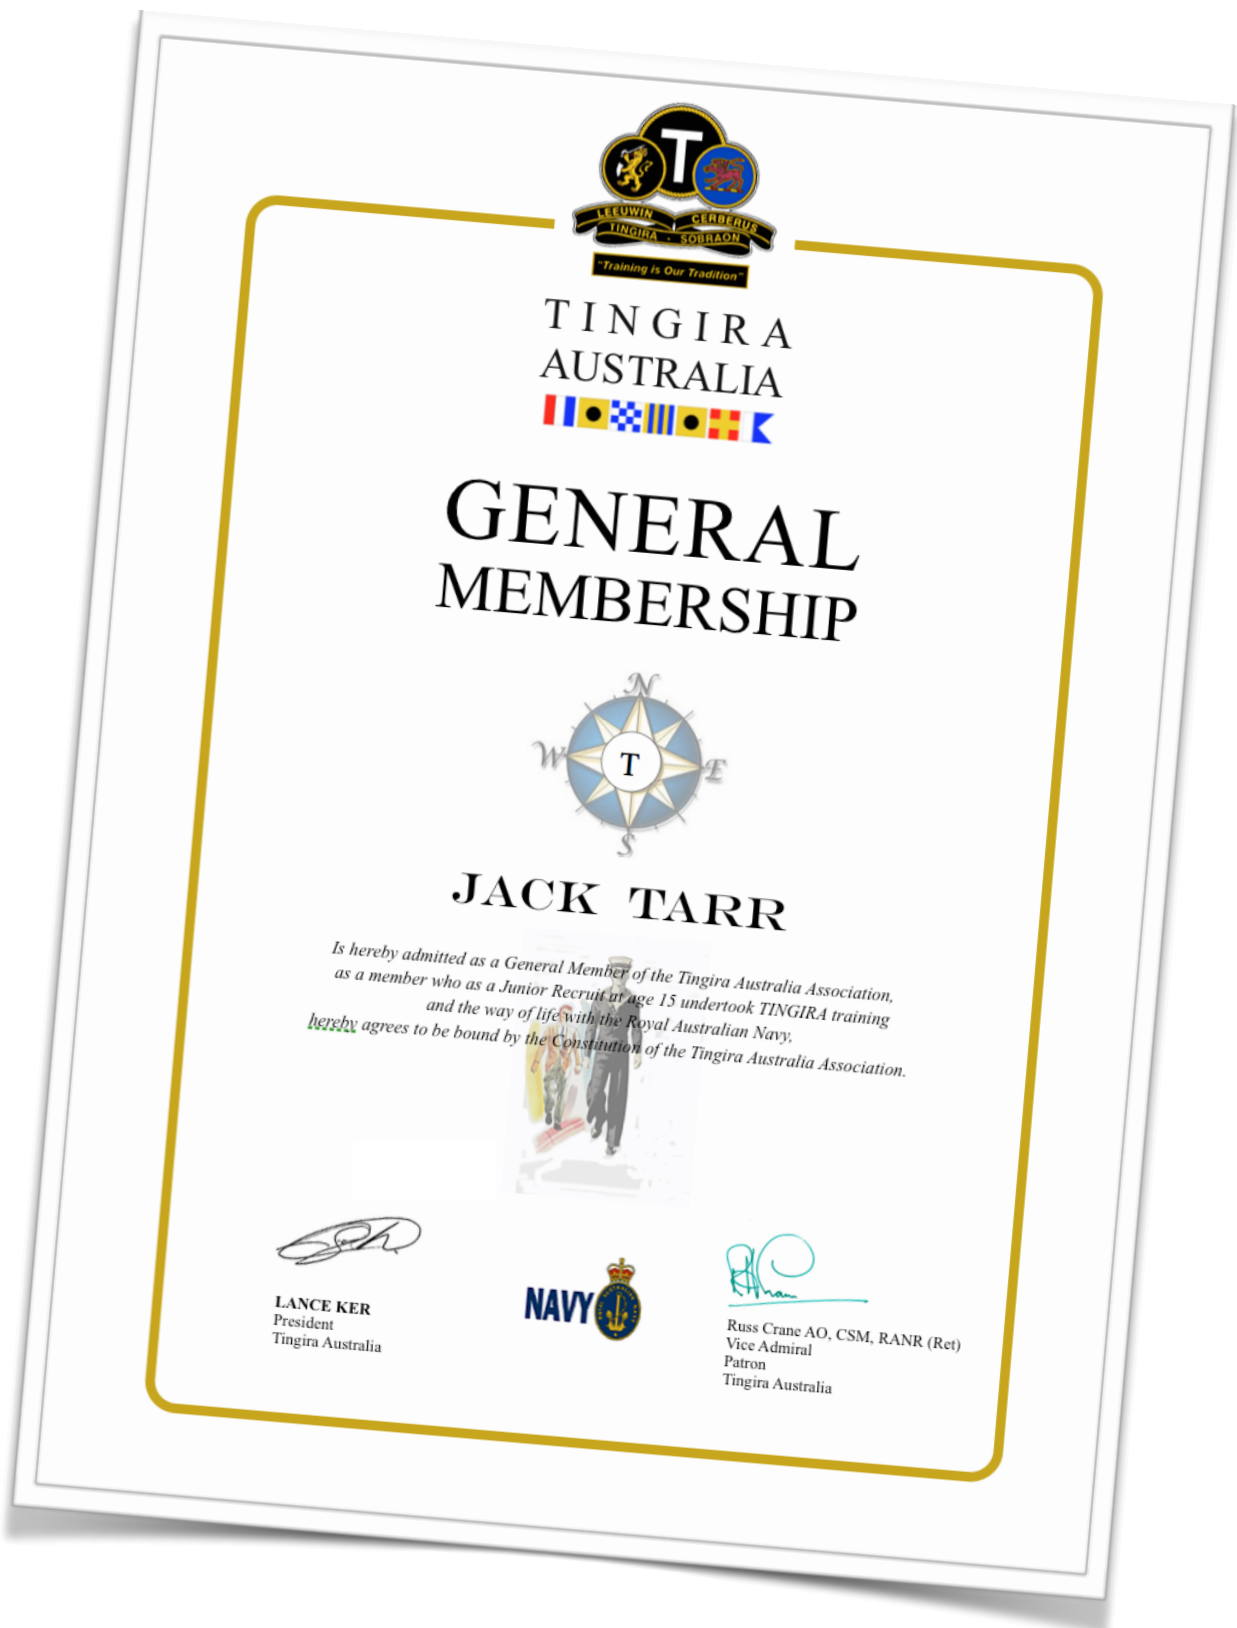 T
LEEUWIN CERBERUS
TINGIRA - SOBRAON
"Training is Our Tradition"
TINGIRA
AUSTRALIA
GENERAL
MEMBERSHIP
N
W T E
S
JACK TARR
Is hereby admitted as a General Member of the Tingira Australia Association,
as a member who as a Junior Recruit at age 15 undertook TINGIRA training
and the way of life with the Royal Australian Navy,
hereby agrees to be bound by the Constitution of the Tingira Australia Association.
LANCE KER
President
Tingira Australia
NAVY
Russ Crane AO, CSM, RANR (Ret)
Vice Admiral
Patron
Tingira Australia